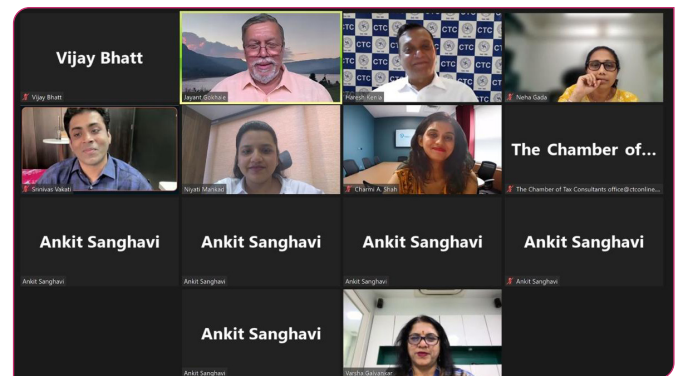 Vijay Bhatt
Vijay Bhatt
Jayant Gokhale
CTC
Haresh Kenia
Neha Gada
Srinivas Vakati
Niyati Mankad
Charmi A. Shah
The Chamber of...
The Chamber of Tax Consultants office@ctconline...
Ankit Sanghavi
Ankit Sanghavi
Ankit Sanghavi
Ankit Sanghavi
Ankit Sanghavi
Ankit Sanghavi
Ankit Sanghavi
Ankit Sanghavi
Ankit Sanghavi
Ankit Sanghavi
Varsha Galvankar